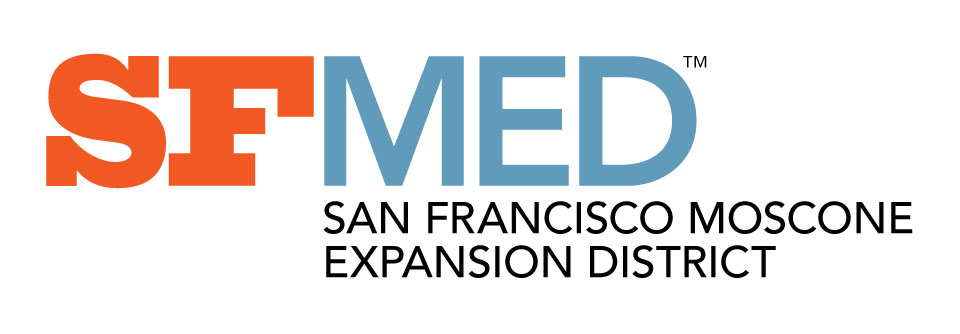 SFMED™
SAN FRANCISCO MOSCONE
EXPANSION DISTRICT